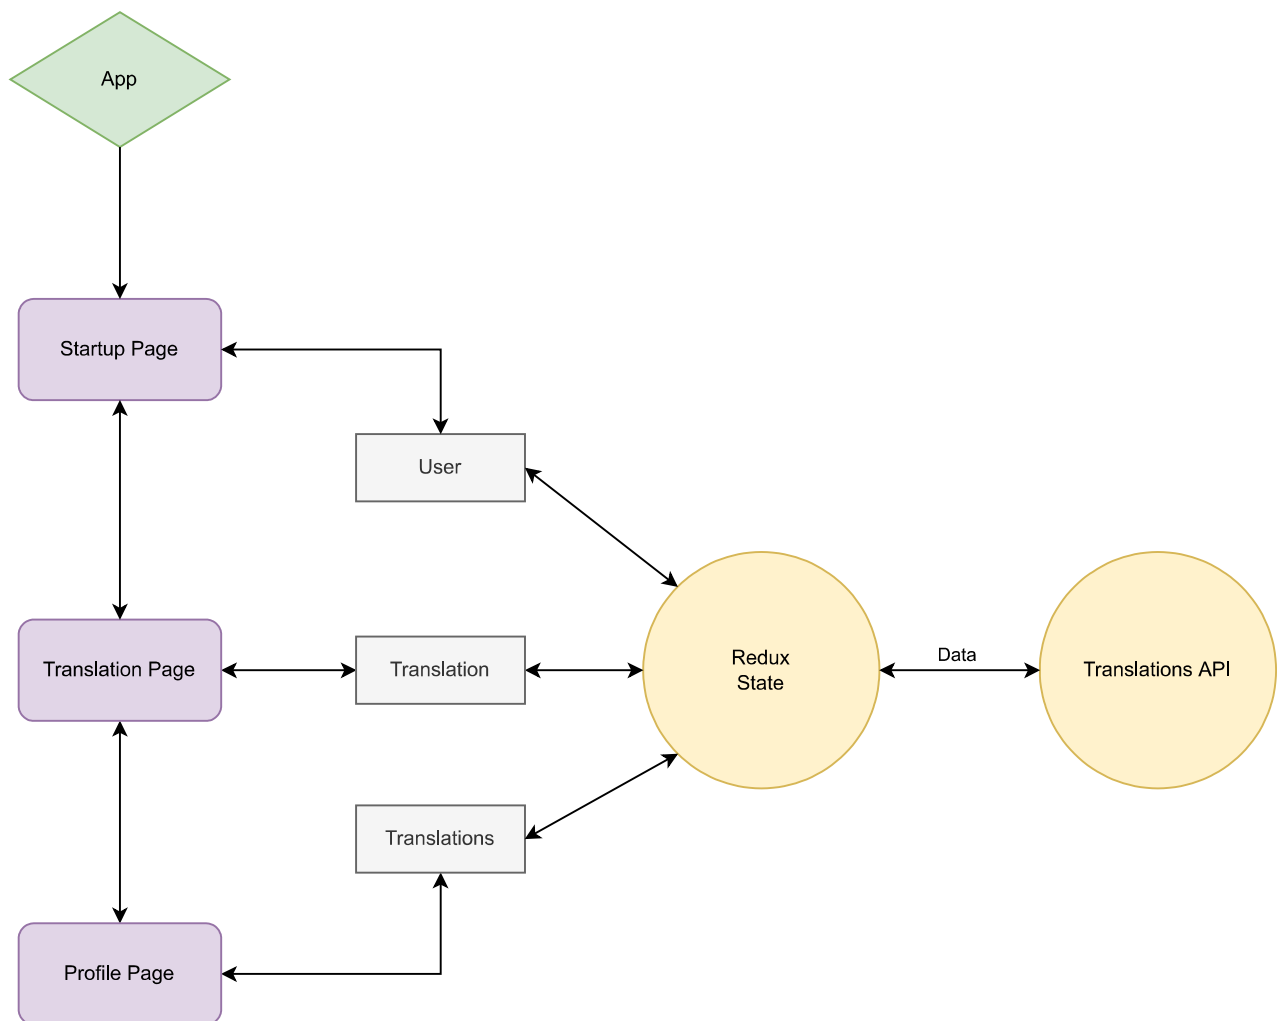 App
Startup Page
User
Translation Page
Translation
Redux
State
Data
Translations API
Translations
Profile Page